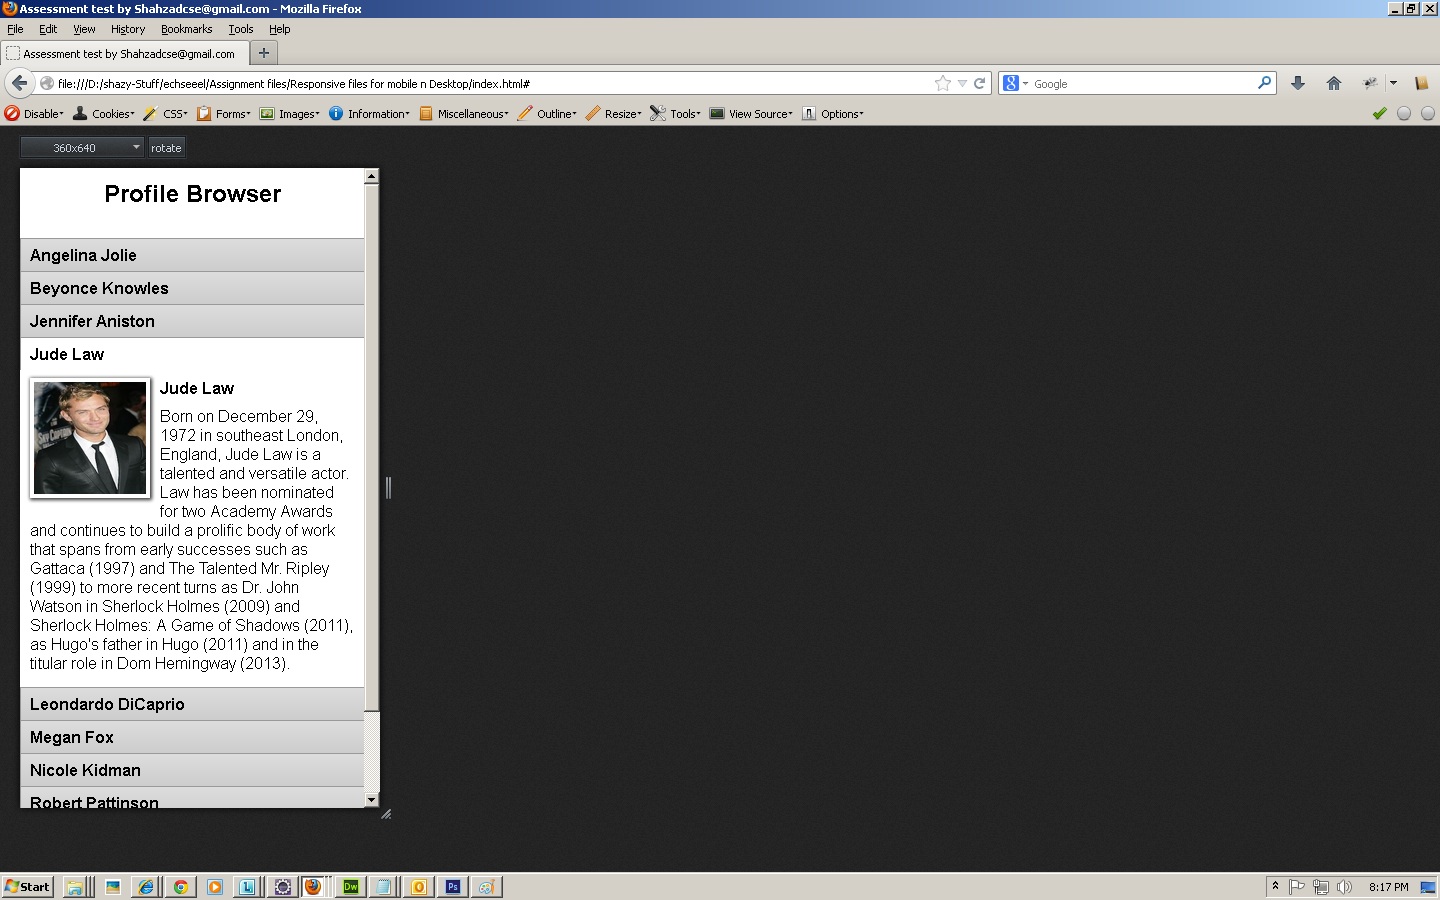 Assessment test by Shahzadcse@gmail.com - Mozilla Firefox
File Edit View History Bookmarks Tools Help
Assessment test by Shahzadcse@gmail.com
file:///D:/shazy-Stuff/echseeel/Assignment files/Responsive files for mobile n Desktop/index.html#
Google
Disable Cookies CSS Forms Images Information Miscellaneous Outline Resize Tools View Source Options
360x640 rotate
Profile Browser
Angelina Jolie
Beyonce Knowles
Jennifer Aniston
Jude Law
Jude Law
Born on December 29,
1972 in southeast London,
England, Jude Law is a
talented and versatile actor.
Law has been nominated
for two Academy Awards
and continues to build a prolific body of work
that spans from early successes such as
Gattaca (1997) and The Talented Mr. Ripley
(1999) to more recent turns as Dr. John
Watson in Sherlock Holmes (2009) and
Sherlock Holmes: A Game of Shadows (2011),
as Hugo's father in Hugo (2011) and in the
titular role in Dom Hemingway (2013).
Leondardo DiCaprio
Megan Fox
Nicole Kidman
Robert Pattinson
Start
Dw
Ps
8:17 PM